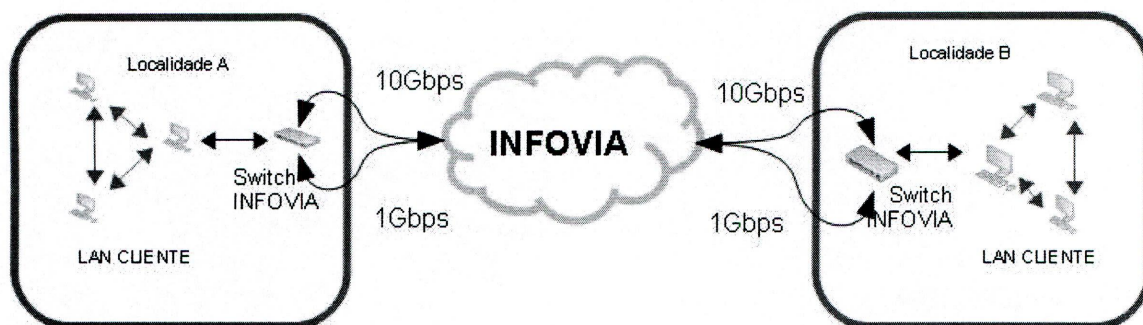 Localidade A
10Gbps
Switch
INFOVIA
1Gbps
LAN CLIENTE
INFOVIA
Localidade B
10Gbps
Switch
INFOVIA
1Gbps
LAN CLIENTE